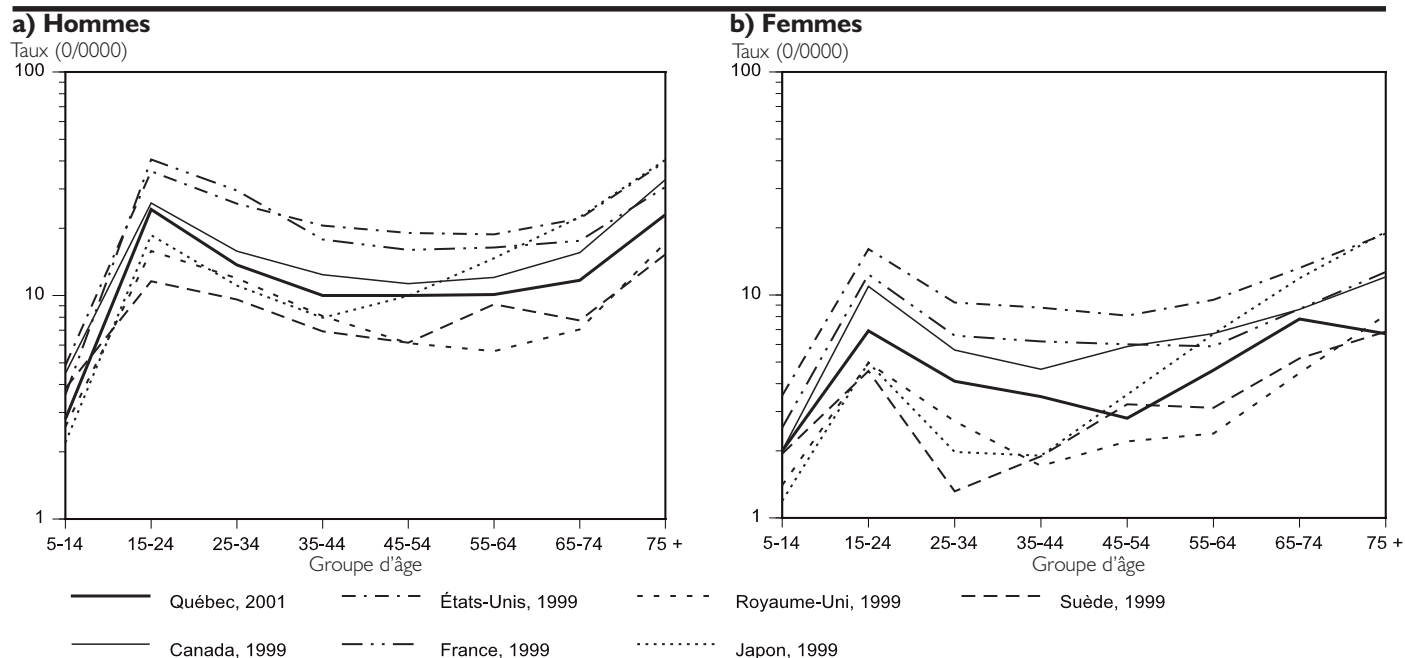 a) Hommes
Taux (0/0000)
100
10
1
5-14 15-24 25-34 35-44 45-54 55-64 65-74 75 +
Groupe d'âge
b) Femmes
Taux (0/0000)
100
10
1
5-14 15-24 25-34 35-44 45-54 55-64 65-74 75 +
Groupe d'âge
Québec, 2001 États-Unis, 1999 Royaume-Uni, 1999 Suède, 1999
Canada, 1999 France, 1999 Japon, 1999